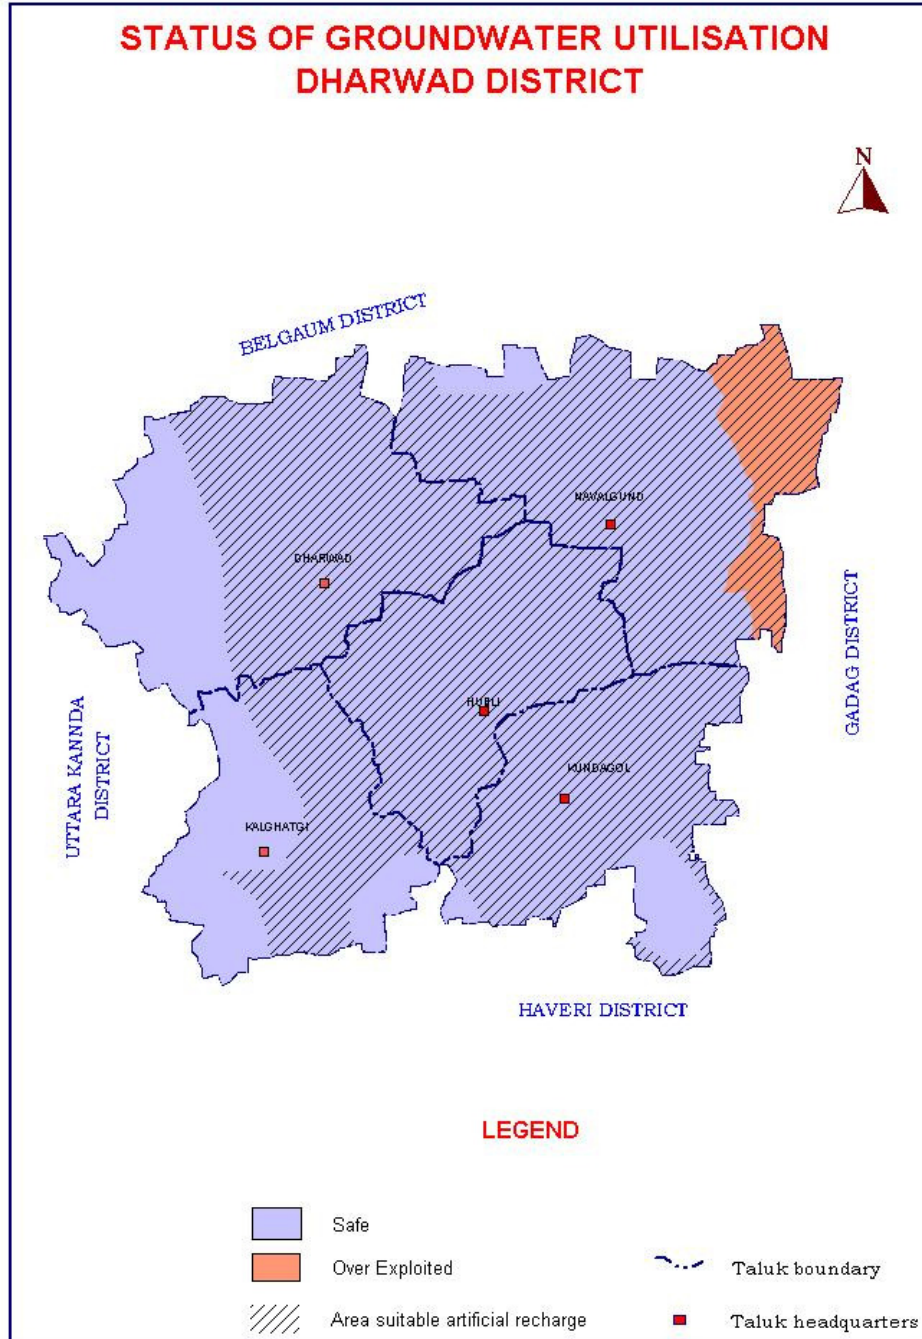 STATUS OF GROUNDWATER UTILISATION
DHARWAD DISTRICT
N
BELGAUM DISTRICT
NAVALGUND
DHARWAD
GADAG DISTRICT
UTTARA KANNDA
DISTRICT
HUBLI
KUNDAGOL
KALGHATGI
HAVERI DISTRICT
LEGEND
Safe
Over Exploited
Taluk boundary
Area suitable artificial recharge
Taluk headquarters